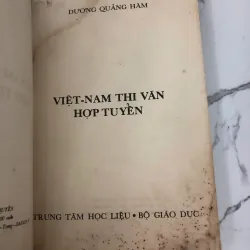 DƯƠNG QUẢNG HÀM
VIỆT-NAM THI VĂN
HỢP TUYỂN
TRUNG TÂM HỌC LIỆU • BỘ GIÁO DỤC